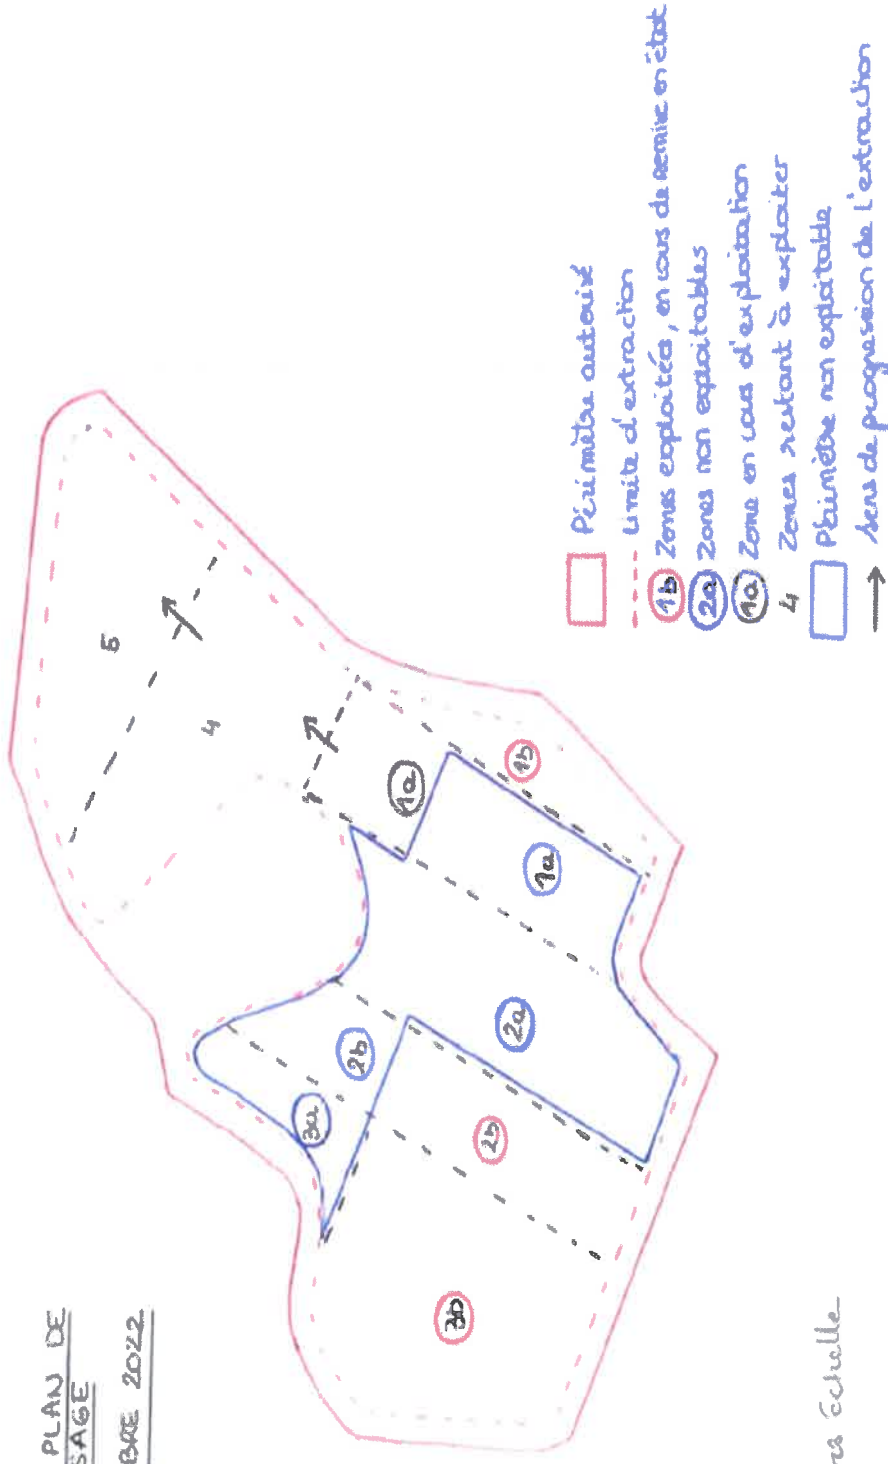 PLAN DE
SAGE
BRE 2022
5
4
1a
1b
1a
2a
2b
3a
2b
3b
Périmètre autorisé
limite d'extraction
1b Zones exploitées, en cours de remise en état
2a Zones non exploitables
1a Zone en cours d'exploitation
4 Zones restant à exploiter
Périmètre non exploitable
sens de progression de l'extraction
Echelle